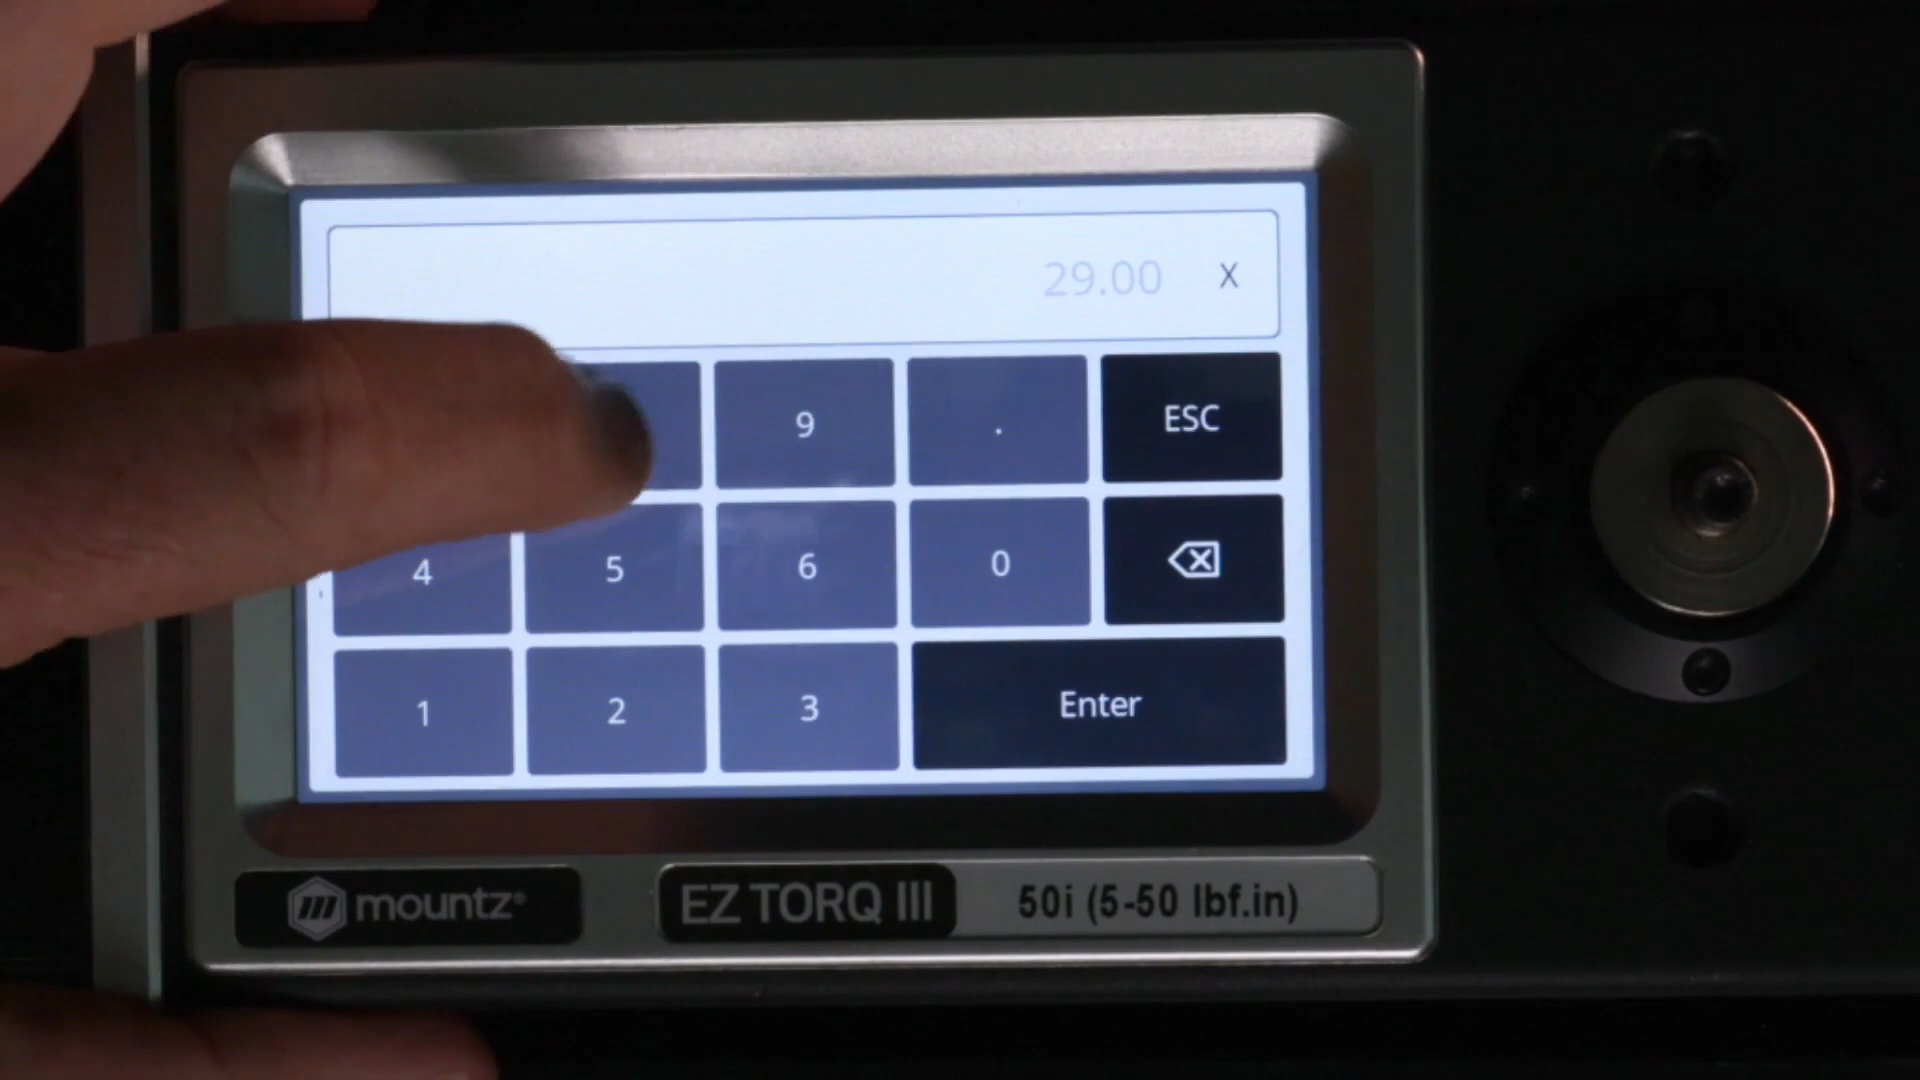 29.00 X
9 . ESC
4 5 6 0
1 2 3 Enter
mountz®
EZ TORQ III
50i (5-50 lbf.in)